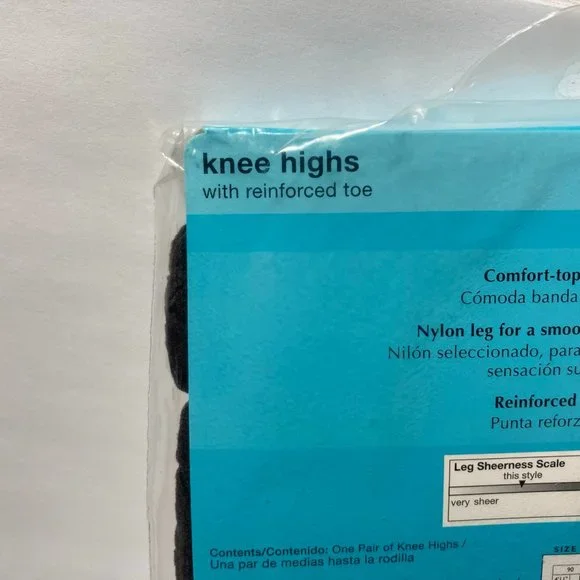 knee highs
with reinforced toe
Comfort-top
Cómoda banda
Nylon leg for a smoo
Nilón seleccionado, para
sensación su
Reinforced
Punta reforz
Leg Sheerness Scale
this style
very sheer
Contents/Contenido: One Pair of Knee Highs /
Una par de medias hasta la rodilla
SIZE
90